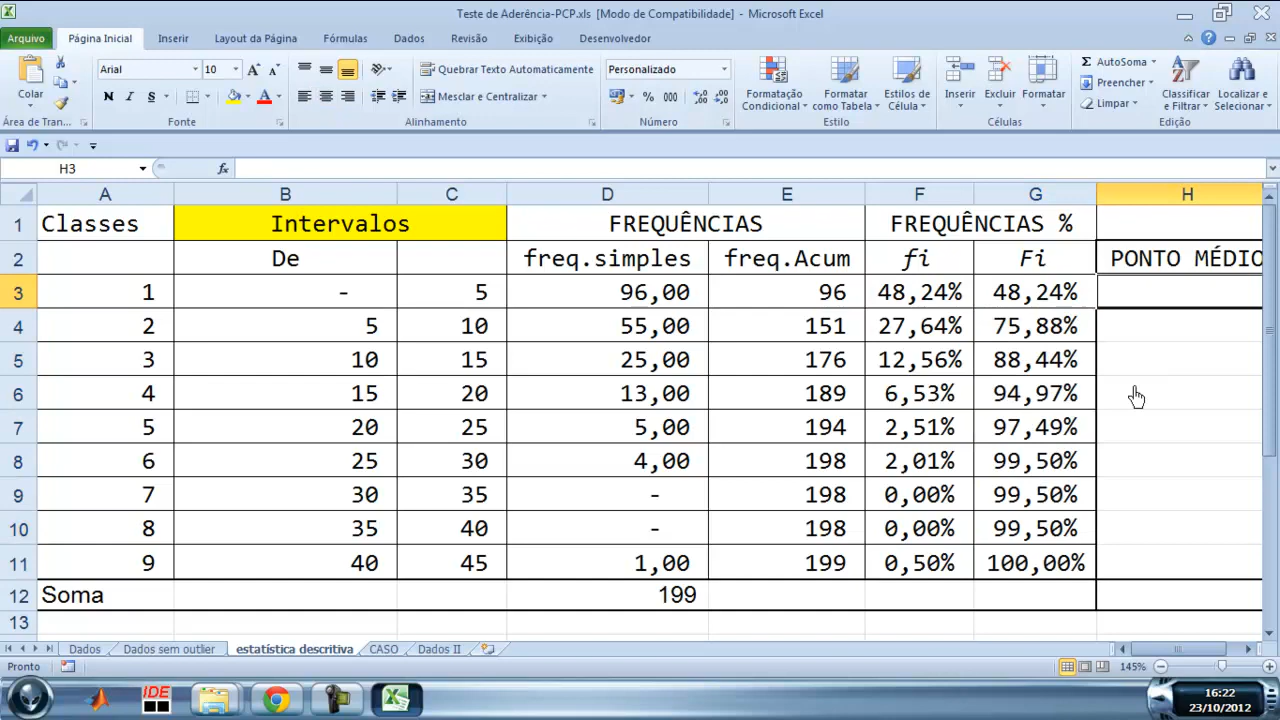 Teste de Aderência-PCP.xls [Modo de Compatibilidade] - Microsoft Excel
Arquivo Página Inicial Inserir Layout da Página Fórmulas Dados Revisão Exibição Desenvolvedor
Colar
Área de Tran...
Arial 10
N I S
Fonte
Quebrar Texto Automaticamente
Mesclar e Centralizar
Alinhamento
Personalizado
% 000
Número
Formatação Condicional
Formatar como Tabela
Estilos de Célula
Estilo
Inserir Excluir Formatar
Células
AutoSoma
Preencher
Limpar
Classificar e Filtrar
Localizar e Selecionar
Edição
H3 fx
A B C D E F G H
1 Classes Intervalos FREQUÊNCIAS FREQUÊNCIAS %
2 De freq.simples freq.Acum fi Fi PONTO MÉDIO
3 1 - 5 96,00 96 48,24% 48,24%
4 2 5 10 55,00 151 27,64% 75,88%
5 3 10 15 25,00 176 12,56% 88,44%
6 4 15 20 13,00 189 6,53% 94,97%
7 5 20 25 5,00 194 2,51% 97,49%
8 6 25 30 4,00 198 2,01% 99,50%
9 7 30 35 - 198 0,00% 99,50%
10 8 35 40 - 198 0,00% 99,50%
11 9 40 45 1,00 199 0,50% 100,00%
12 Soma 199
13
Dados Dados sem outlier estatística descritiva CASO Dados II
Pronto 145%
IDE
16:22
23/10/2012